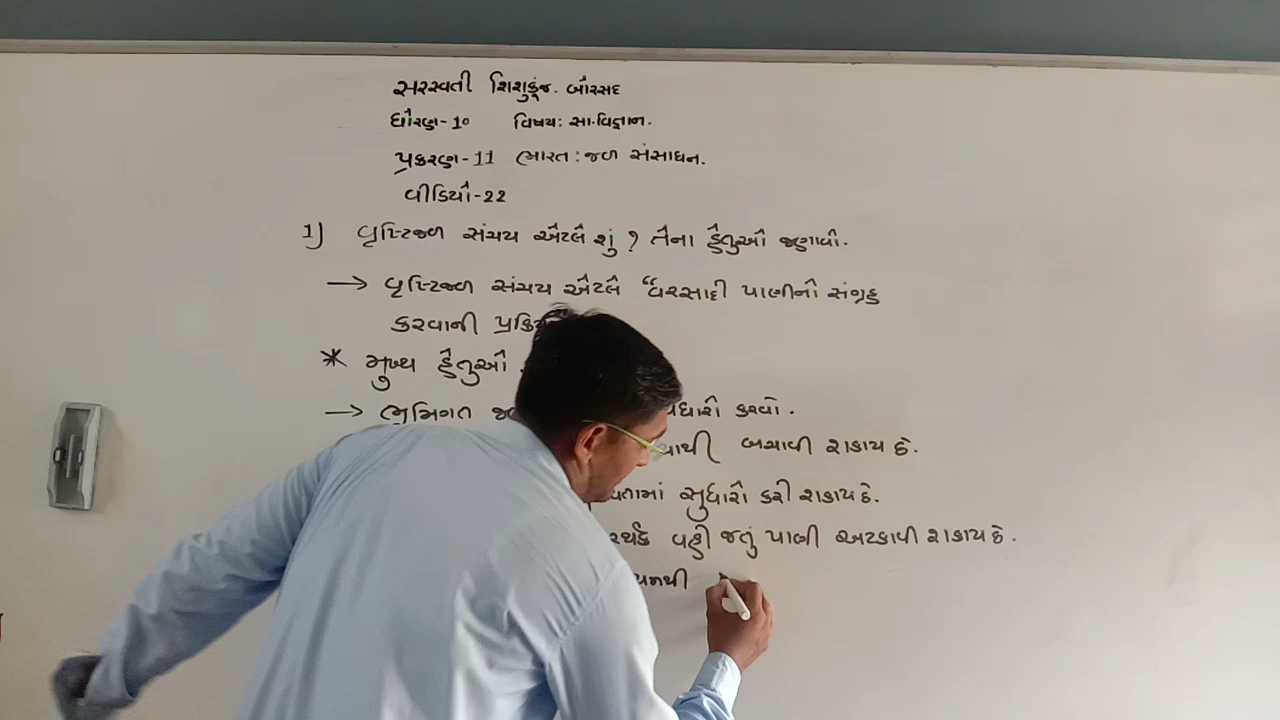 સરસ્વતી શિશુકુંજ. બોરસદ
ધોરણ-10 વિષય: સા.વિજ્ઞાન.
પ્રકરણ-11 ભારત: જળ સંસાધન.
વીડિયો-22
1) વૃષ્ટિજળ સંચય એટલે શું? તેના હેતુઓ જણાવો.
→ વૃષ્ટિજળ સંચય એટલે "વરસાદી પાણીનો સંગ્રહ
કરવાની
* મુખ્ય હેતુઓ
→ ભુમિગત કરવો.
બચાવી શકાય છે.
સુધારો કરી શકાય છે.
વહી જતું પાણી અટકાવી શકાય છે.